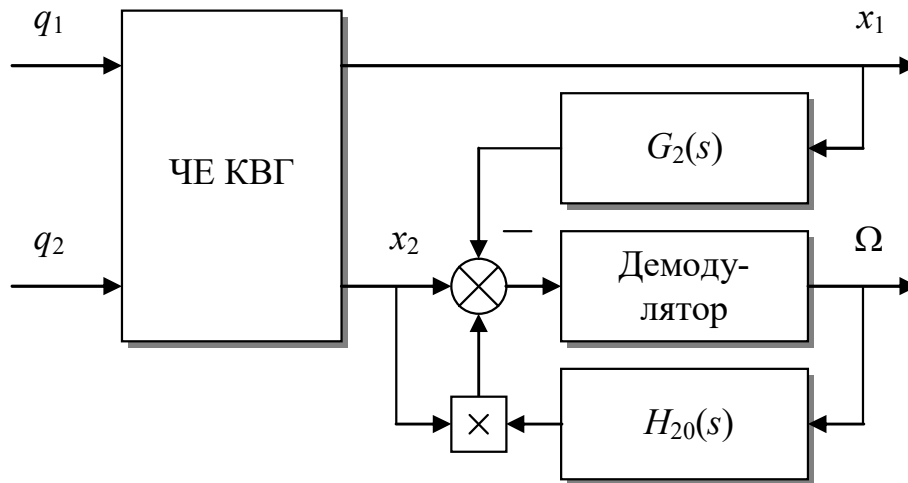 q₁
x₁
G₂(s)
ЧЕ КВГ
q₂
x₂
−
Демоду-
лятор
Ω
×
H₂₀(s)